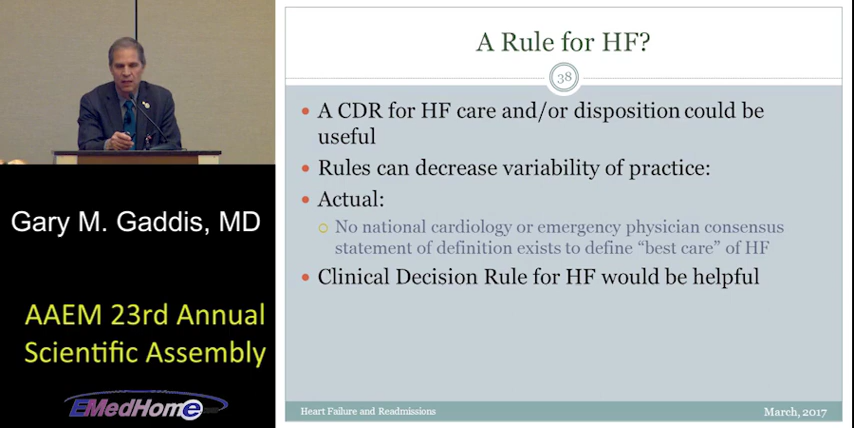 A Rule for HF?
38
A CDR for HF care and/or disposition could be
useful
Rules can decrease variability of practice:
Actual:
No national cardiology or emergency physician consensus
statement of definition exists to define “best care” of HF
Clinical Decision Rule for HF would be helpful
Heart Failure and Readmissions
March, 2017
Gary M. Gaddis, MD
AAEM 23rd Annual
Scientific Assembly
EMedHome